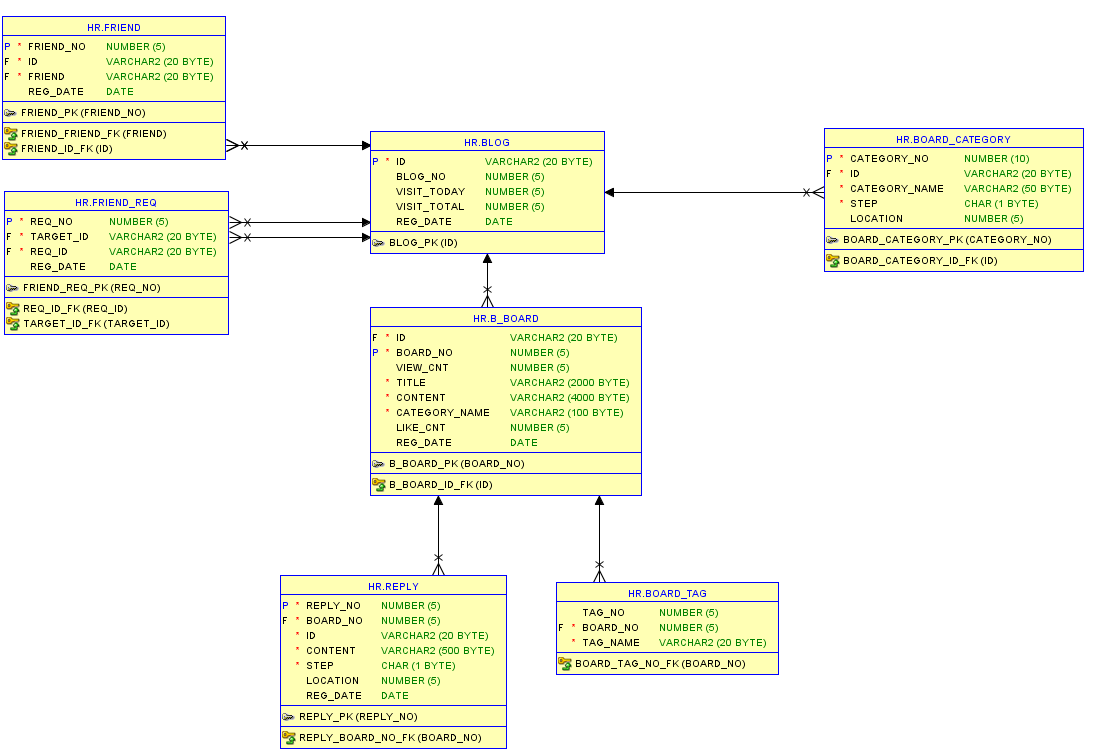 HR.FRIEND
P * FRIEND_NO NUMBER (5)
F * ID VARCHAR2 (20 BYTE)
F * FRIEND VARCHAR2 (20 BYTE)
REG_DATE DATE
FRIEND_PK (FRIEND_NO)
FRIEND_FRIEND_FK (FRIEND)
FRIEND_ID_FK (ID)
HR.FRIEND_REQ
P * REQ_NO NUMBER (5)
F * TARGET_ID VARCHAR2 (20 BYTE)
F * REQ_ID VARCHAR2 (20 BYTE)
REG_DATE DATE
FRIEND_REQ_PK (REQ_NO)
REQ_ID_FK (REQ_ID)
TARGET_ID_FK (TARGET_ID)
HR.BLOG
P * ID VARCHAR2 (20 BYTE)
BLOG_NO NUMBER (5)
VISIT_TODAY NUMBER (5)
VISIT_TOTAL NUMBER (5)
REG_DATE DATE
BLOG_PK (ID)
HR.BOARD_CATEGORY
P * CATEGORY_NO NUMBER (10)
F * ID VARCHAR2 (20 BYTE)
* CATEGORY_NAME VARCHAR2 (50 BYTE)
* STEP CHAR (1 BYTE)
LOCATION NUMBER (5)
BOARD_CATEGORY_PK (CATEGORY_NO)
BOARD_CATEGORY_ID_FK (ID)
HR.B_BOARD
F * ID VARCHAR2 (20 BYTE)
P * BOARD_NO NUMBER (5)
VIEW_CNT NUMBER (5)
* TITLE VARCHAR2 (2000 BYTE)
* CONTENT VARCHAR2 (4000 BYTE)
* CATEGORY_NAME VARCHAR2 (100 BYTE)
LIKE_CNT NUMBER (5)
REG_DATE DATE
B_BOARD_PK (BOARD_NO)
B_BOARD_ID_FK (ID)
HR.REPLY
P * REPLY_NO NUMBER (5)
F * BOARD_NO NUMBER (5)
* ID VARCHAR2 (20 BYTE)
* CONTENT VARCHAR2 (500 BYTE)
* STEP CHAR (1 BYTE)
LOCATION NUMBER (5)
REG_DATE DATE
REPLY_PK (REPLY_NO)
REPLY_BOARD_NO_FK (BOARD_NO)
HR.BOARD_TAG
TAG_NO NUMBER (5)
F * BOARD_NO NUMBER (5)
* TAG_NAME VARCHAR2 (20 BYTE)
BOARD_TAG_NO_FK (BOARD_NO)